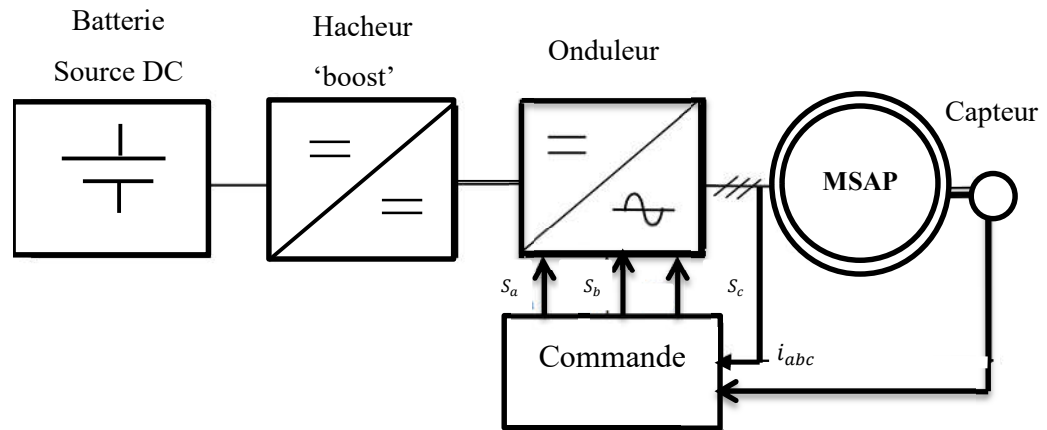 Batterie
Source DC
Hacheur
‘boost’
Onduleur
Capteur
MSAP
S_a
S_b
S_c
Commande
i_abc